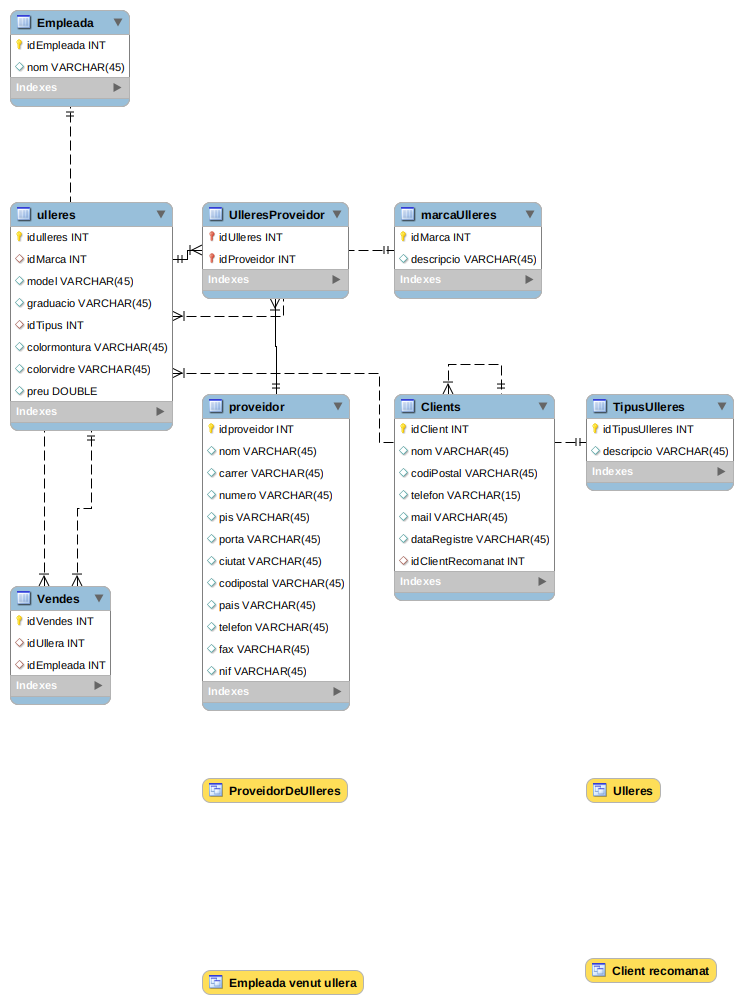 Empleada
idEmpleada INT
nom VARCHAR(45)
Indexes
ulleres
idulleres INT
idMarca INT
model VARCHAR(45)
graduacio VARCHAR(45)
idTipus INT
colormontura VARCHAR(45)
colorvidre VARCHAR(45)
preu DOUBLE
Indexes
UlleresProveidor
idUlleres INT
idProveidor INT
Indexes
marcaUlleres
idMarca INT
descripcio VARCHAR(45)
Indexes
proveidor
idproveidor INT
nom VARCHAR(45)
carrer VARCHAR(45)
numero VARCHAR(45)
pis VARCHAR(45)
porta VARCHAR(45)
ciutat VARCHAR(45)
codipostal VARCHAR(45)
pais VARCHAR(45)
telefon VARCHAR(45)
fax VARCHAR(45)
nif VARCHAR(45)
Indexes
Clients
idClient INT
nom VARCHAR(45)
codiPostal VARCHAR(45)
telefon VARCHAR(15)
mail VARCHAR(45)
dataRegistre VARCHAR(45)
idClientRecomanat INT
Indexes
TipusUlleres
idTipusUlleres INT
descripcio VARCHAR(45)
Indexes
Vendes
idVendes INT
idUllera INT
idEmpleada INT
Indexes
ProveidorDeUlleres
Ulleres
Empleada venut ullera
Client recomanat